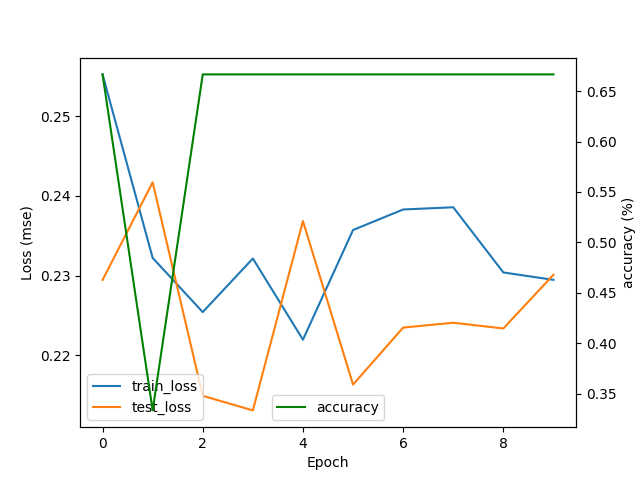 0.25
0.24
0.23
0.22
Loss (mse)
0.65
0.60
0.55
0.50
0.45
0.40
0.35
accuracy (%)
train_loss
test_loss
accuracy
0 2 4 6 8
Epoch